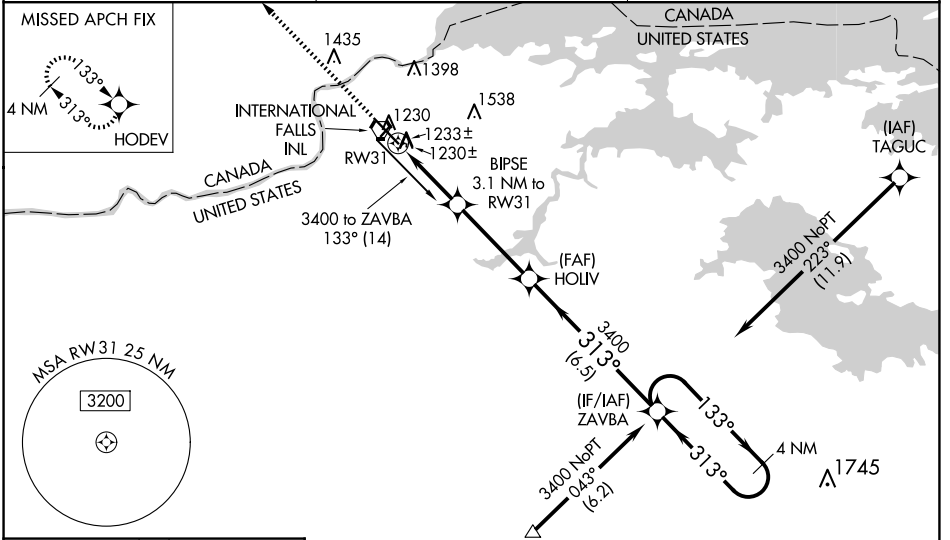 MISSED APCH FIX
133°
313°
4 NM
HODEV
CANADA
UNITED STATES
1435
1398
1538
INTERNATIONAL
FALLS
INL
1230
1233±
1230±
RW31
CANADA
UNITED STATES
BIPSE
3.1 NM to
RW31
3400 to ZAVBA
133° (14)
(IAF)
TAGUC
3400 NoPT
223°
(11.9)
(FAF)
HOLIV
3400
313°
(6.5)
(IF/IAF)
ZAVBA
133°
313°
4 NM
1745
3400 NoPT
043°
(6.2)
MSA RW31 25 NM
3200